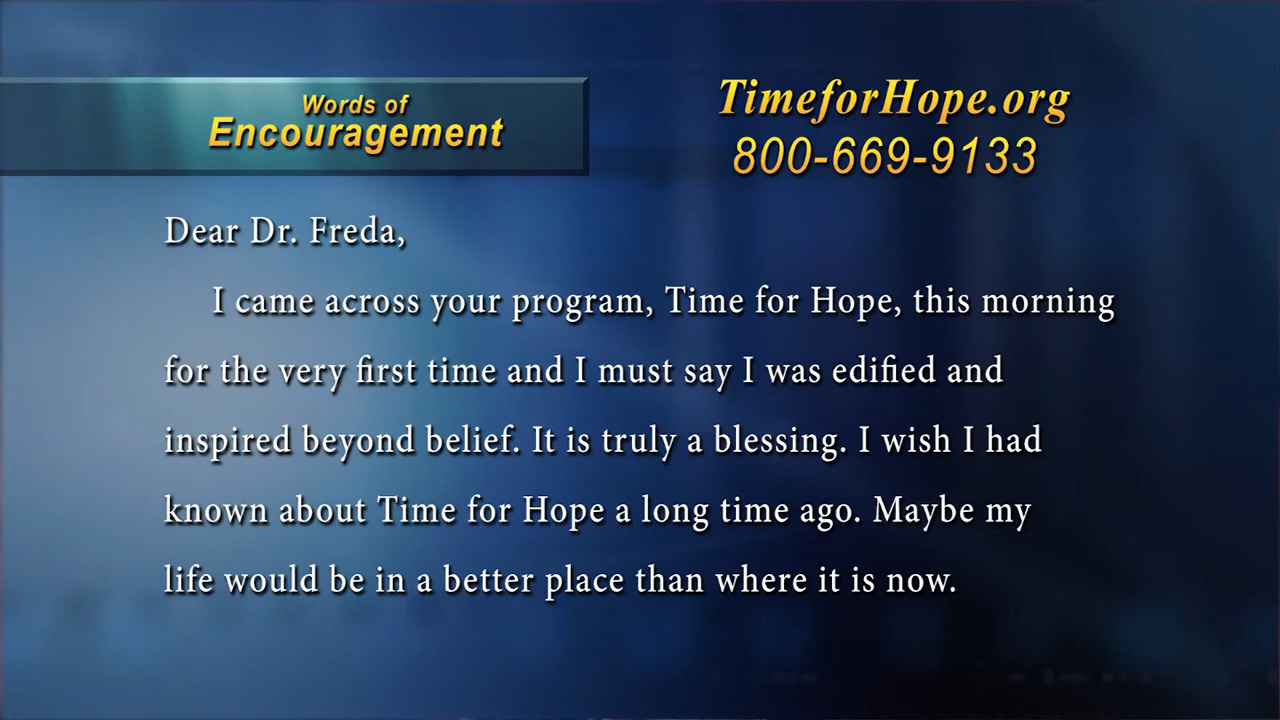 Words of
Encouragement
TimeforHope.org
800-669-9133
Dear Dr. Freda,
I came across your program, Time for Hope, this morning
for the very first time and I must say I was edified and
inspired beyond belief. It is truly a blessing. I wish I had
known about Time for Hope a long time ago. Maybe my
life would be in a better place than where it is now.